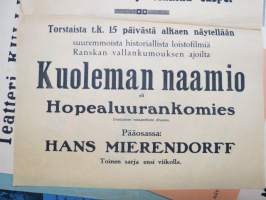 Torstaista t.k. 15 päivästä alkaen näytellään
suuremmoista historiallista loistofilmiä
Ranskan vallankumouksen ajoilta
Kuoleman naamio
eli
Hopealuurankomies
Pääosassa:
HANS MIERENDORFF
Toinen sarja ensi viikolla.
Teatteri